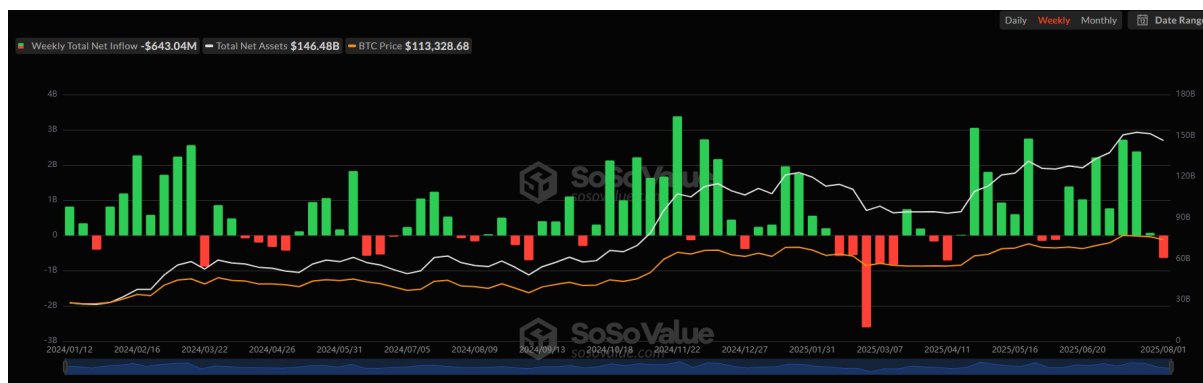 Daily Weekly Monthly Date Range
Weekly Total Net Inflow -$643.04M Total Net Assets $146.48B BTC Price $113,328.68
4B 180B
3B 150B
2B 120B
1B 90B
0 60B
-1B 30B
-2B 0
-3B
SoSoValue
sosovalue.com
SoSoValue
sosovalue.com
2024/01/12 2024/02/16 2024/03/22 2024/04/26 2024/05/31 2024/07/05 2024/08/09 2024/09/13 2024/10/18 2024/11/22 2024/12/27 2025/01/31 2025/03/07 2025/04/11 2025/05/16 2025/06/20 2025/08/01